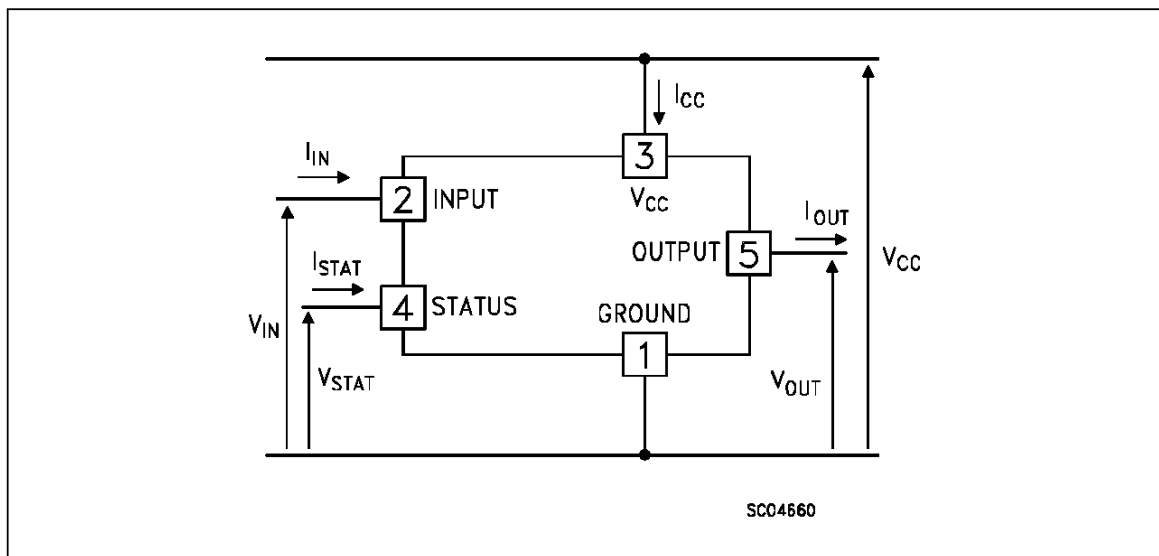 I_CC
3
V_CC
I_IN
2 INPUT
I_OUT
OUTPUT 5
V_CC
I_STAT
4 STATUS
GROUND
1
V_IN
V_STAT
V_OUT
SC04660